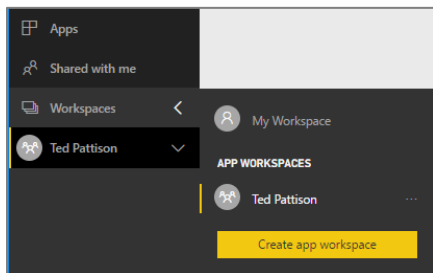 Apps
Shared with me
Workspaces
Ted Pattison
My Workspace
APP WORKSPACES
Ted Pattison
Create app workspace